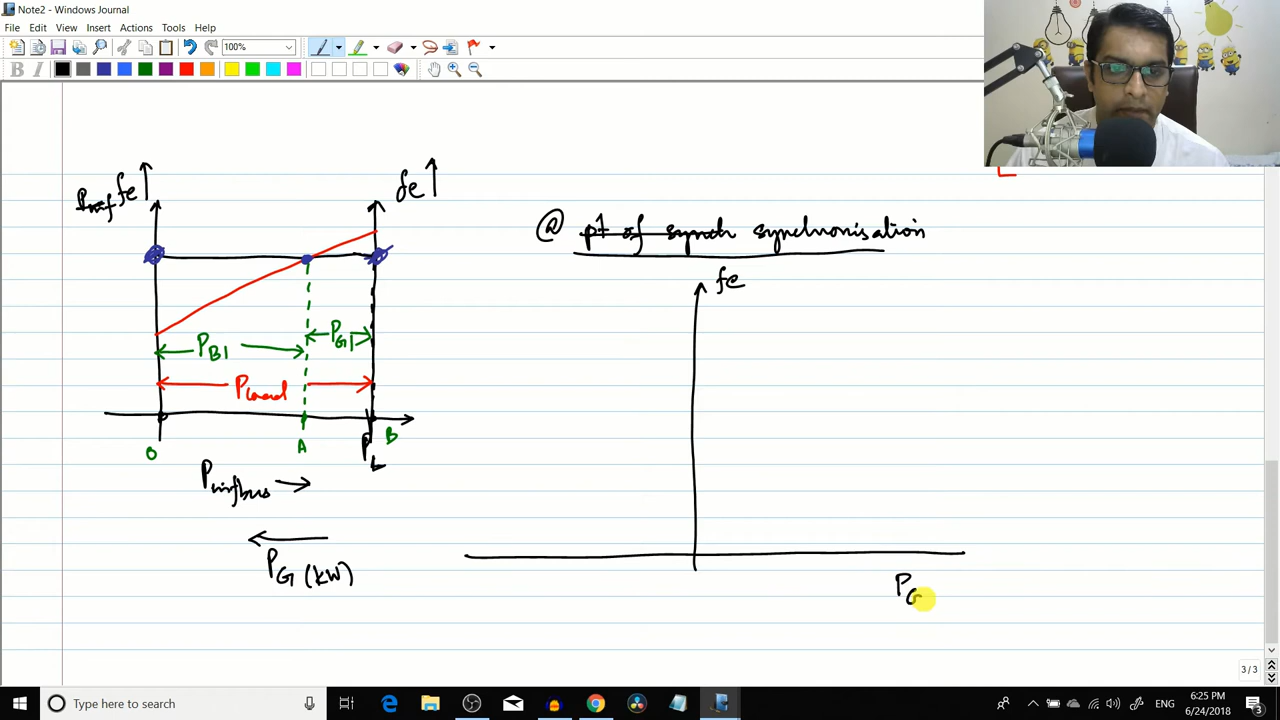 Note2 - Windows Journal
File Edit View Insert Actions Tools Help
100%
B I
fe
fe
@ pt of synch synchronisation
fe
PB1
PG1
Pload
O
A
PL
B
Pinfbus
PG (kW)
PG
3/3
Type here to search
ENG
6:25 PM
6/24/2018
3